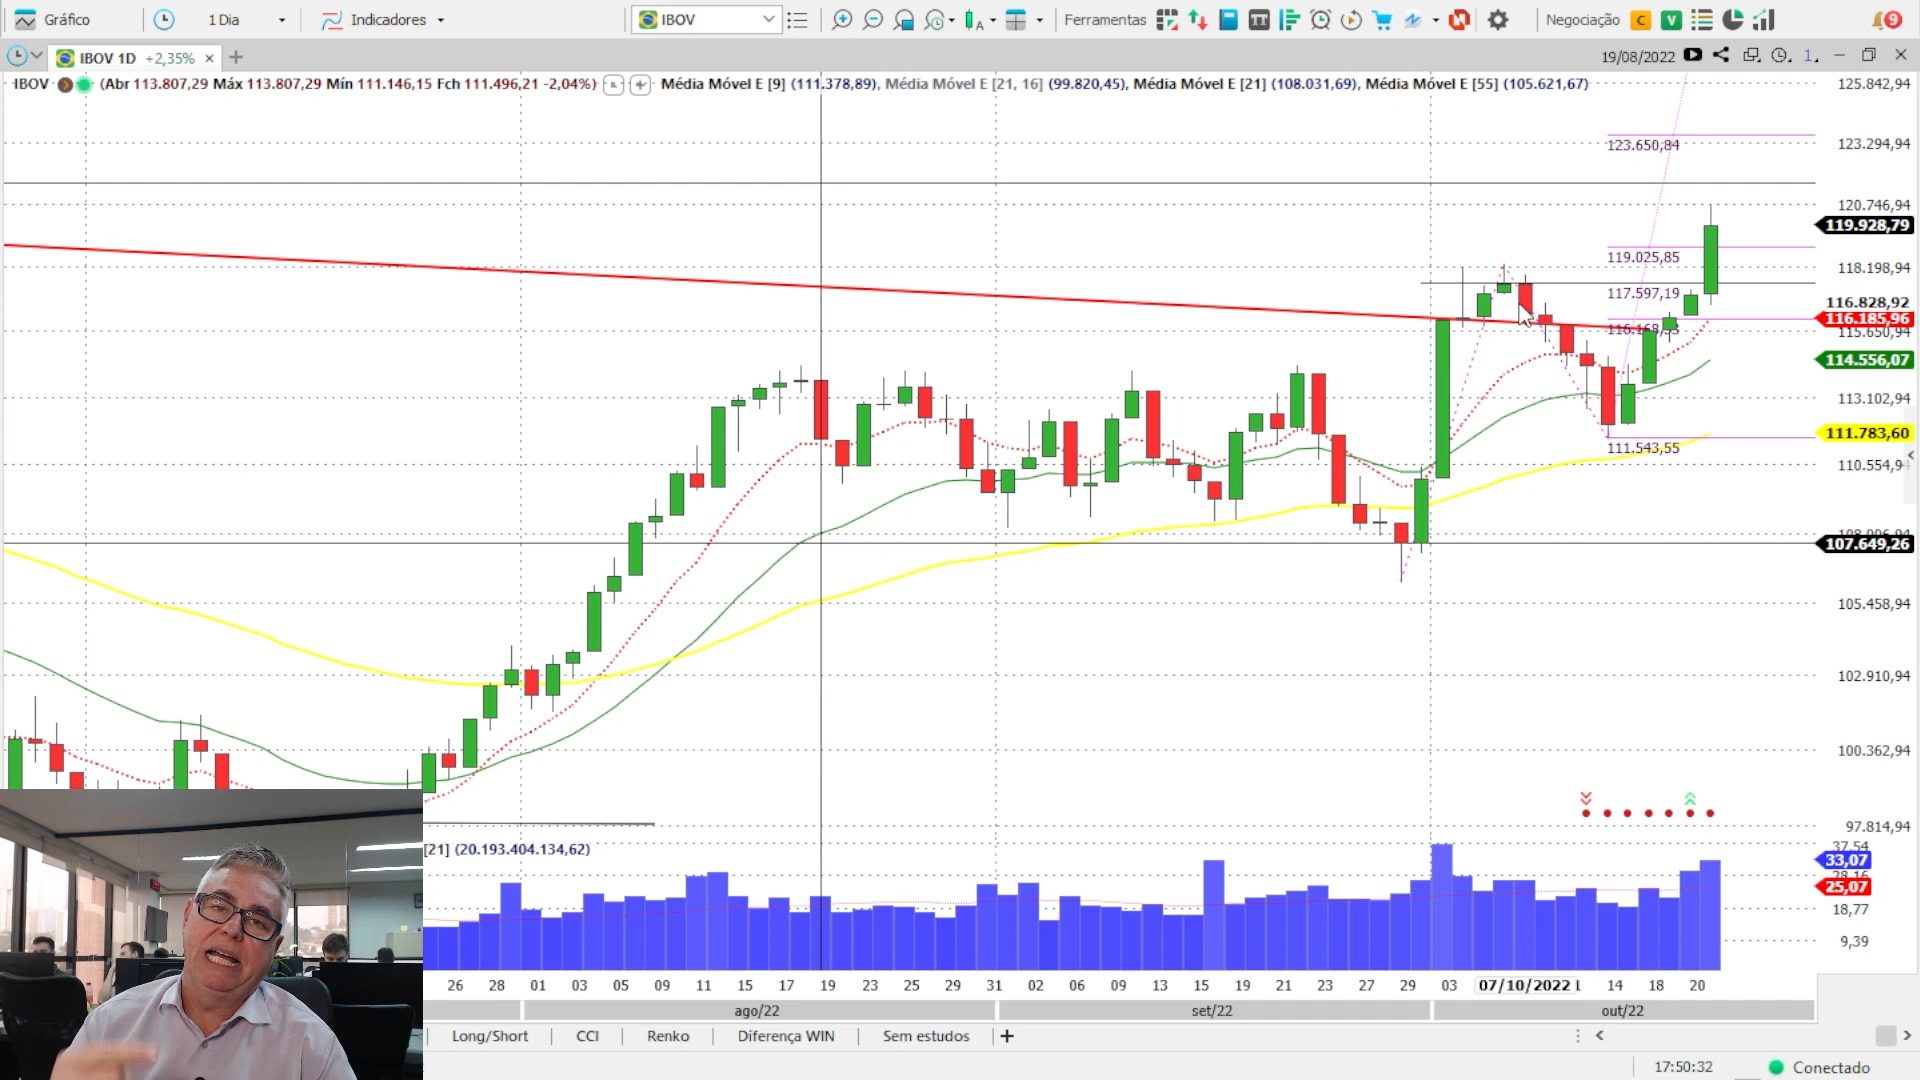 Gráfico
1 Dia
Indicadores
IBOV
Ferramentas
Negociação
C
V
9
IBOV 1D +2,35%
19/08/2022
1
IBOV (Abr 113.807,29 Máx 113.807,29 Mín 111.146,15 Fch 111.496,21 -2,04%) Média Móvel E [9] (111.378,89), Média Móvel E [21, 16] (99.820,45), Média Móvel E [21] (108.031,69), Média Móvel E [55] (105.621,67)
125.842,94
123.650,84
123.294,94
120.746,94
119.928,79
119.025,85
118.198,94
117.597,19
116.828,92
116.185,96
115.650,94
114.556,07
113.102,94
111.783,60
111.543,55
107.649,26
105.458,94
102.910,94
100.362,94
97.814,94
[21] (20.193.404.134,62)
37,54
33,07
28,16
25,07
18,77
9,39
26 28 01 03 05 09 11 15 17 19 23 25 29 31 02 06 09 13 15 19 21 23 27 29 03 07/10/2022 14 18 20
ago/22 set/22 out/22
Long/Short CCI Renko Diferença WIN Sem estudos
17:50:32 Conectado